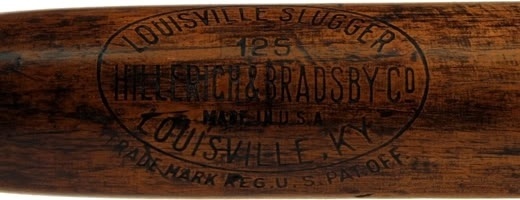 LOUISVILLE SLUGGER
125
HILLERICH & BRADSBY CO
MADE IN U.S.A.
LOUISVILLE, KY.
TRADE MARK REG. U.S. PAT. OFF.